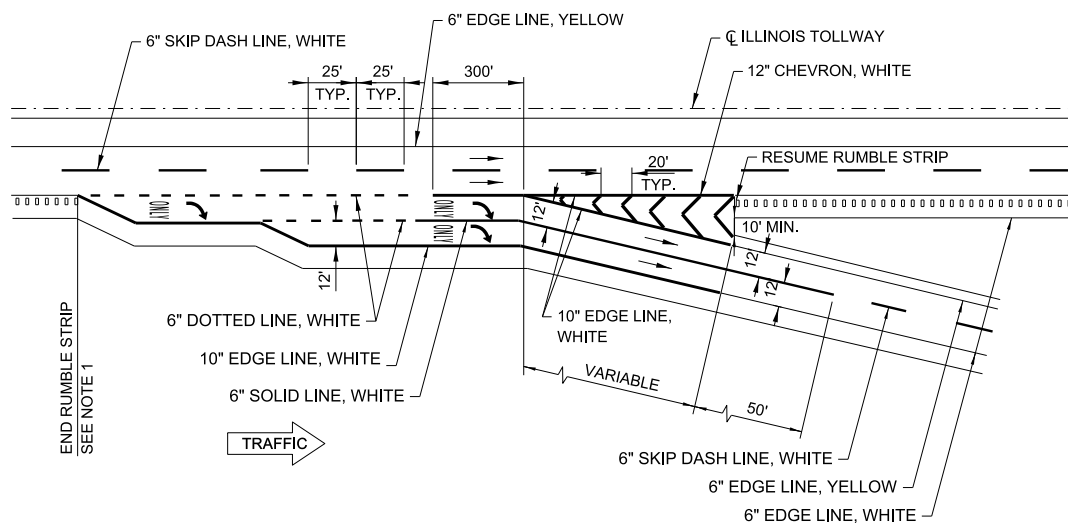 6" EDGE LINE, YELLOW
6" SKIP DASH LINE, WHITE
℄ ILLINOIS TOLLWAY
25'
25'
300'
12" CHEVRON, WHITE
TYP.
TYP.
20'
TYP.
RESUME RUMBLE STRIP
ONLY
ONLY
ONLY
12'
10' MIN.
12'
12'
12'
6" DOTTED LINE, WHITE
10" EDGE LINE,
WHITE
10" EDGE LINE, WHITE
6" SOLID LINE, WHITE
VARIABLE
50'
END RUMBLE STRIP
SEE NOTE 1
TRAFFIC
6" SKIP DASH LINE, WHITE
6" EDGE LINE, YELLOW
6" EDGE LINE, WHITE